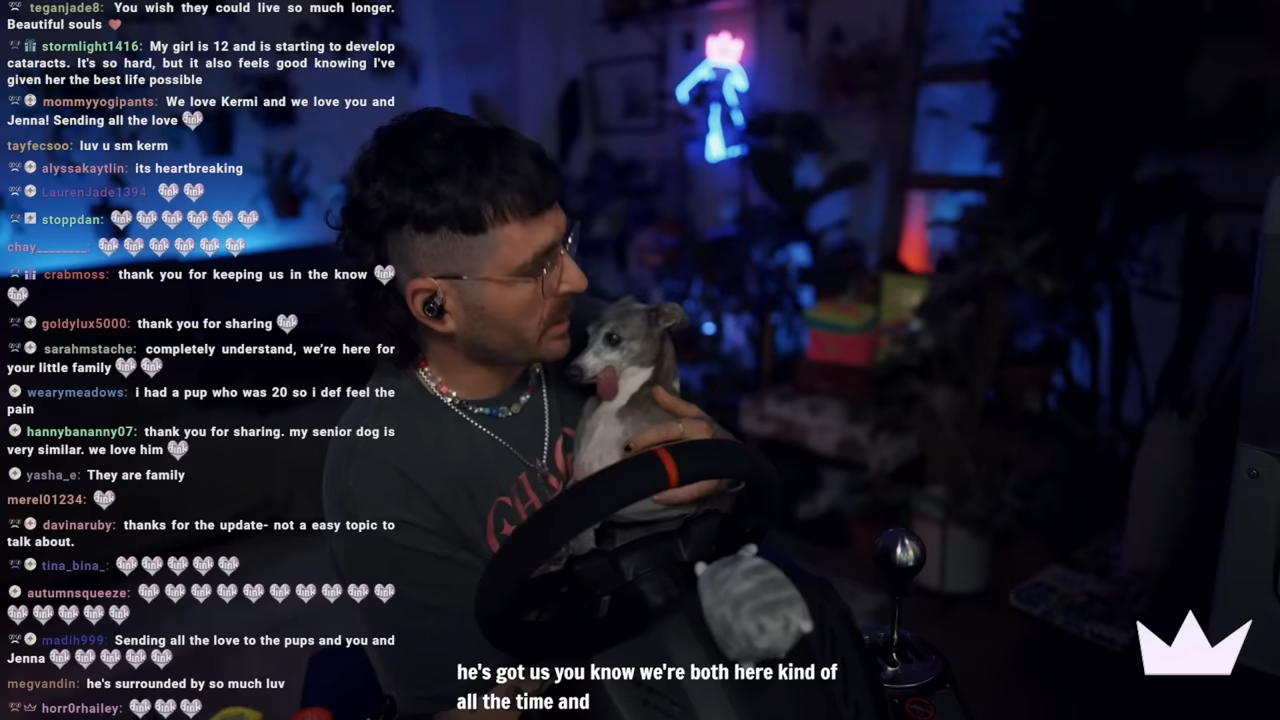 teganjade8: You wish they could live so much longer.
Beautiful souls
stormlight1416: My girl is 12 and is starting to develop
cataracts. It's so hard, but it also feels good knowing I've
given her the best life possible
mommyyogipants: We love Kermi and we love you and
Jenna! Sending all the love
tayfecsoo: luv u sm kerm
alyssakaytlin: its heartbreaking
LaurenJade1394
stoppdan:
chay________:
crabmoss: thank you for keeping us in the know
goldylux5000: thank you for sharing
sarahmstache: completely understand, we're here for
your little family
wearymeadows: i had a pup who was 20 so i def feel the
pain
hannybananny07: thank you for sharing. my senior dog is
very similar. we love him
yasha_e: They are family
merel01234:
davinaruby: thanks for the update- not a easy topic to
talk about.
tina_bina_:
autumnsqueeze:
madih999: Sending all the love to the pups and you and
Jenna
megvandin: he's surrounded by so much luv
horr0rhailey:
he's got us you know we're both here kind of
all the time and